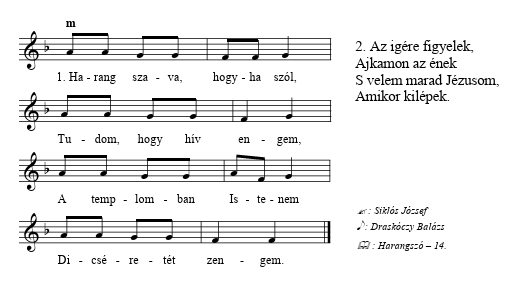 m
1. Ha - rang sza - va, hogy - ha szól,
Tu - dom, hogy hív en - gem,
A temp - lom - ban Is - te - nem
Di - csé - re - tét zen - gem.
2. Az igére figyelek,
Ajkamon az ének
S velem marad Jézusom,
Amikor kilépek.
: Siklós József
: Draskóczy Balázs
: Harangszó – 14.